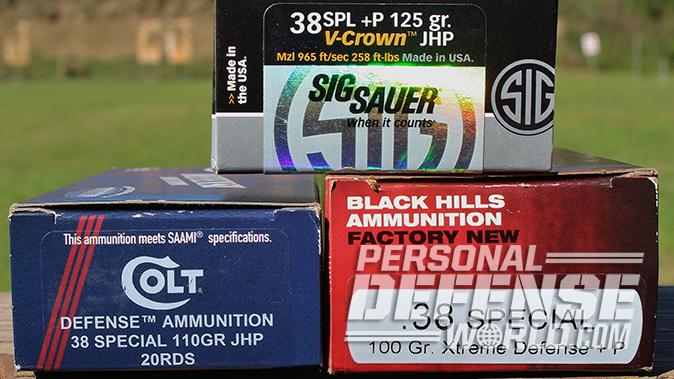 38SPL +P 125 gr.
V-Crown™ JHP
Mzl 965 ft/sec 258 ft-lbs Made in USA.
>> Made in
the USA.
SIG SAUER
when it counts
SIG
SIG
This ammunition meets SAAMI® specifications.
COLT
DEFENSE™ AMMUNITION
38 SPECIAL 110GR JHP
20RDS
BLACK HILLS
AMMUNITION
FACTORY NEW
PERSONAL
DEFENSE
WORLD.COM
.38 SPECIAL
100 Gr. Xtreme Defense + P